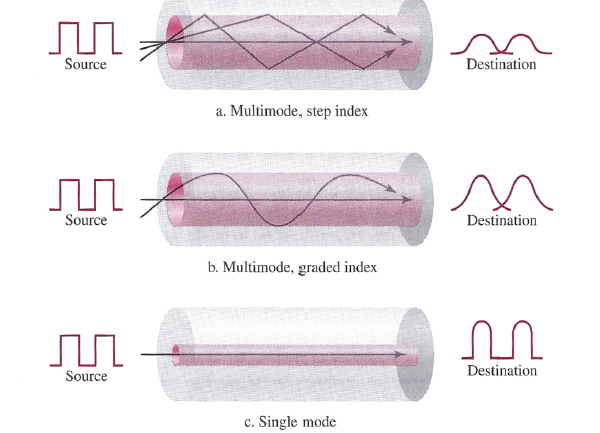 Source
Destination
a. Multimode, step index
Source
Destination
b. Multimode, graded index
Source
Destination
c. Single mode